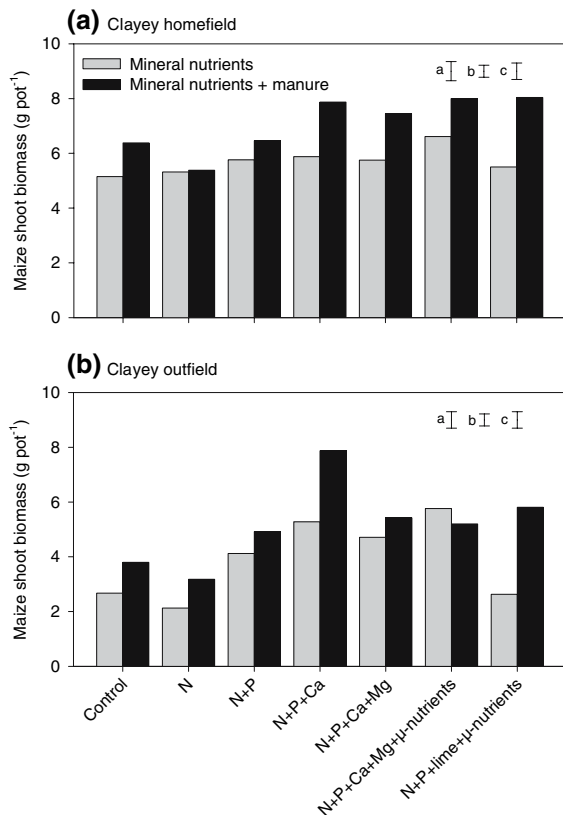 (a) Clayey homefield
10
8
6
4
2
0
Maize shoot biomass (g pot⁻¹)
Mineral nutrients
Mineral nutrients + manure
a b c
(b) Clayey outfield
10
8
6
4
2
0
Maize shoot biomass (g pot⁻¹)
a b c
Control
N
N+P
N+P+Ca
N+P+Ca+Mg
N+P+Ca+Mg+μ-nutrients
N+P+lime+μ-nutrients